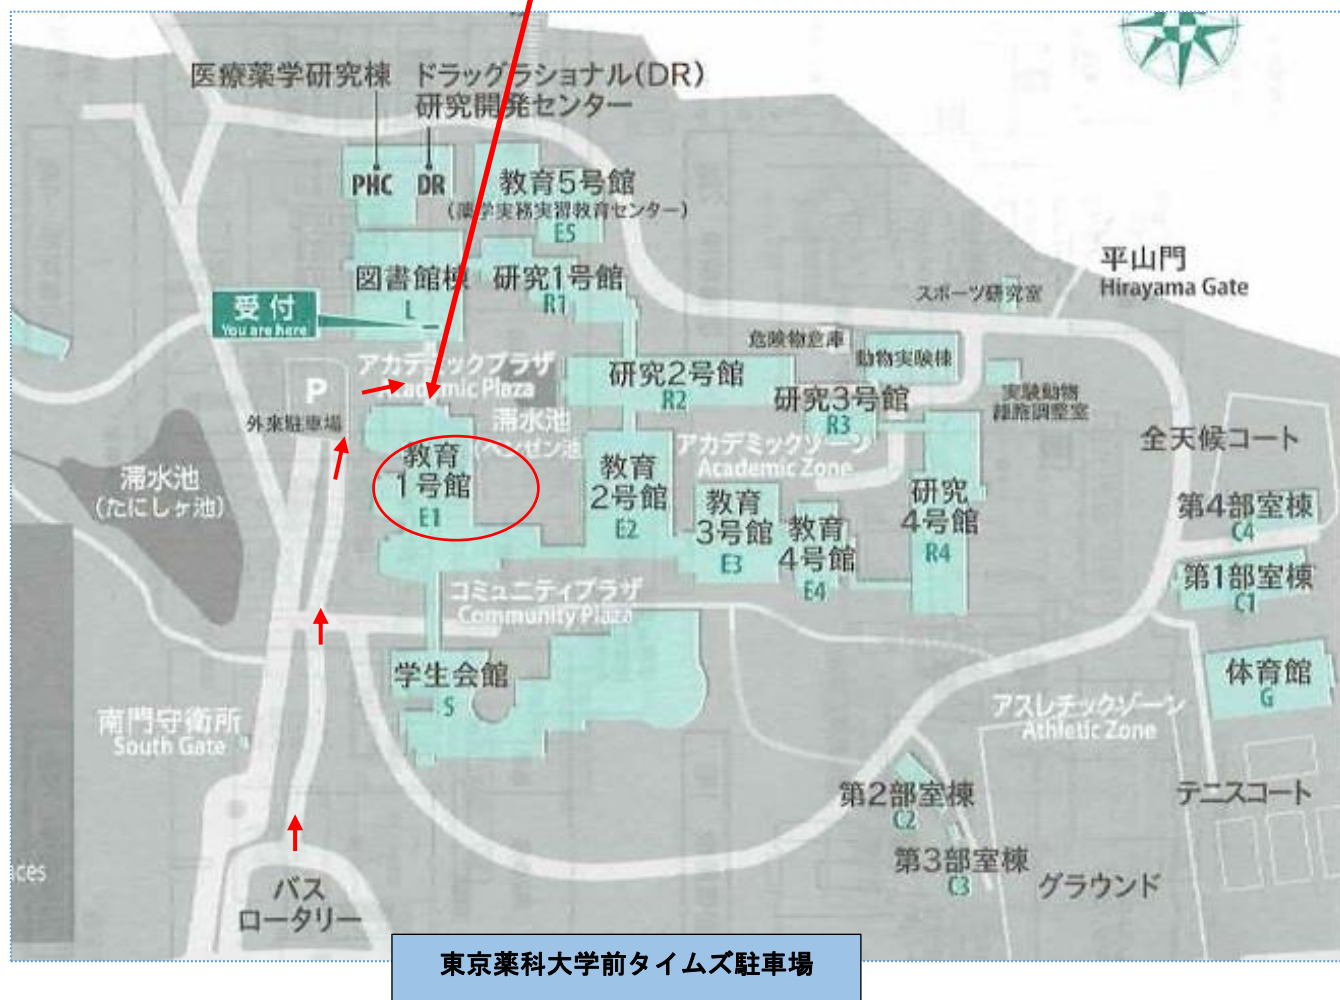 医療薬学研究棟
ドラッグラショナル(DR)
研究開発センター
PHC
DR
教育5号館
(薬学実務実習教育センター)
E5
図書館棟
L
研究1号館
R1
受付
You are here
平山門
Hirayama Gate
スポーツ研究室
危険物倉庫
動物実験棟
アカデミックプラザ
Academic Plaza
P
外来駐車場
研究2号館
R2
研究3号館
R3
実験動物
滞水池
(ベンゼン池
アカデミックゾーン
Academic Zone
全天候コート
教育
1号館
E1
教育
2号館
E2
教育
3号館
E3
教育
4号館
E4
研究
4号館
R4
滞水池
(たにしヶ池)
第4部室棟
C4
第1部室棟
C1
コミュニティプラザ
Community Plaza
学生会館
S
体育館
G
南門守衛所
South Gate
アスレチックゾーン
Athletic Zone
第2部室棟
C2
テニスコート
第3部室棟
C3
グラウンド
ces
バス
ロータリー
東京薬科大学前タイムズ駐車場